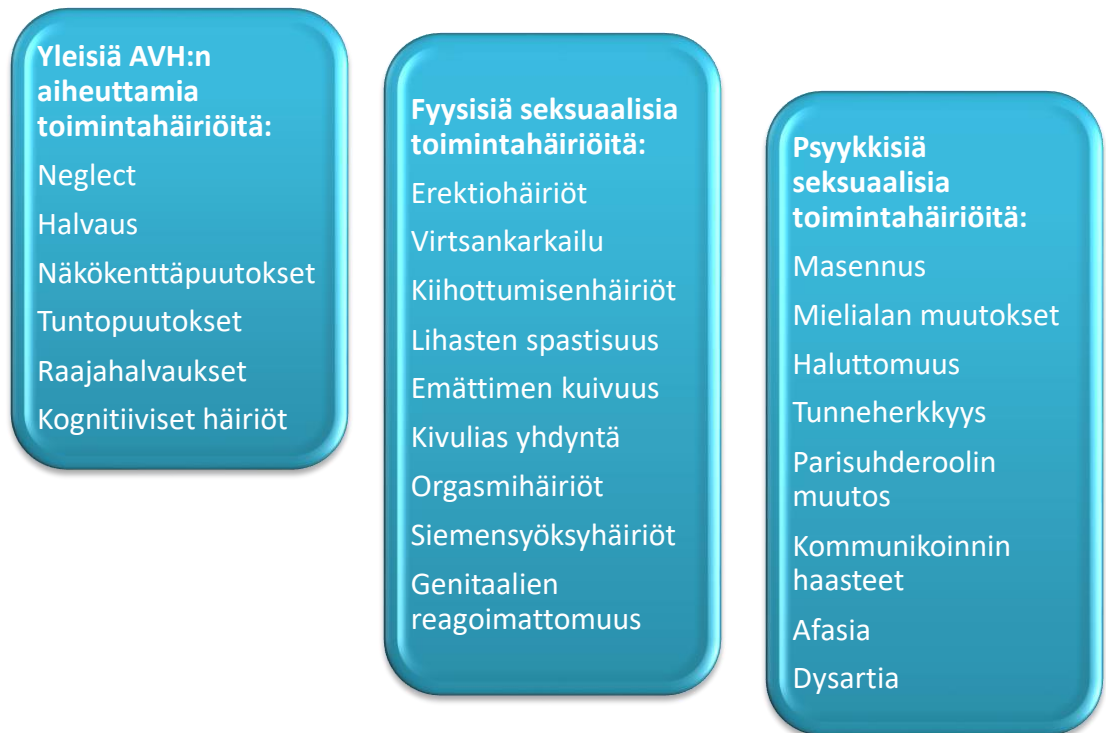 Yleisiä AVH:n
aiheuttamia
toimintahäiriöitä:
Neglect
Halvaus
Näkökenttäpuutokset
Tuntopuutokset
Raajahalvaukset
Kognitiiviset häiriöt
Fyysisiä seksuaalisia
toimintahäiriöitä:
Erektiohäiriöt
Virtsankarkailu
Kiihottumisenhäiriöt
Lihasten spastisuus
Emättimen kuivuus
Kivulias yhdyntä
Orgasmihäiriöt
Siemensyöksyhäiriöt
Genitaalien
reagoimattomuus
Psyykkisiä
seksuaalisia
toimintahäiriöitä:
Masennus
Mielialan muutokset
Haluttomuus
Tunneherkkyys
Parisuhderoolin
muutos
Kommunikoinnin
haasteet
Afasia
Dysartia